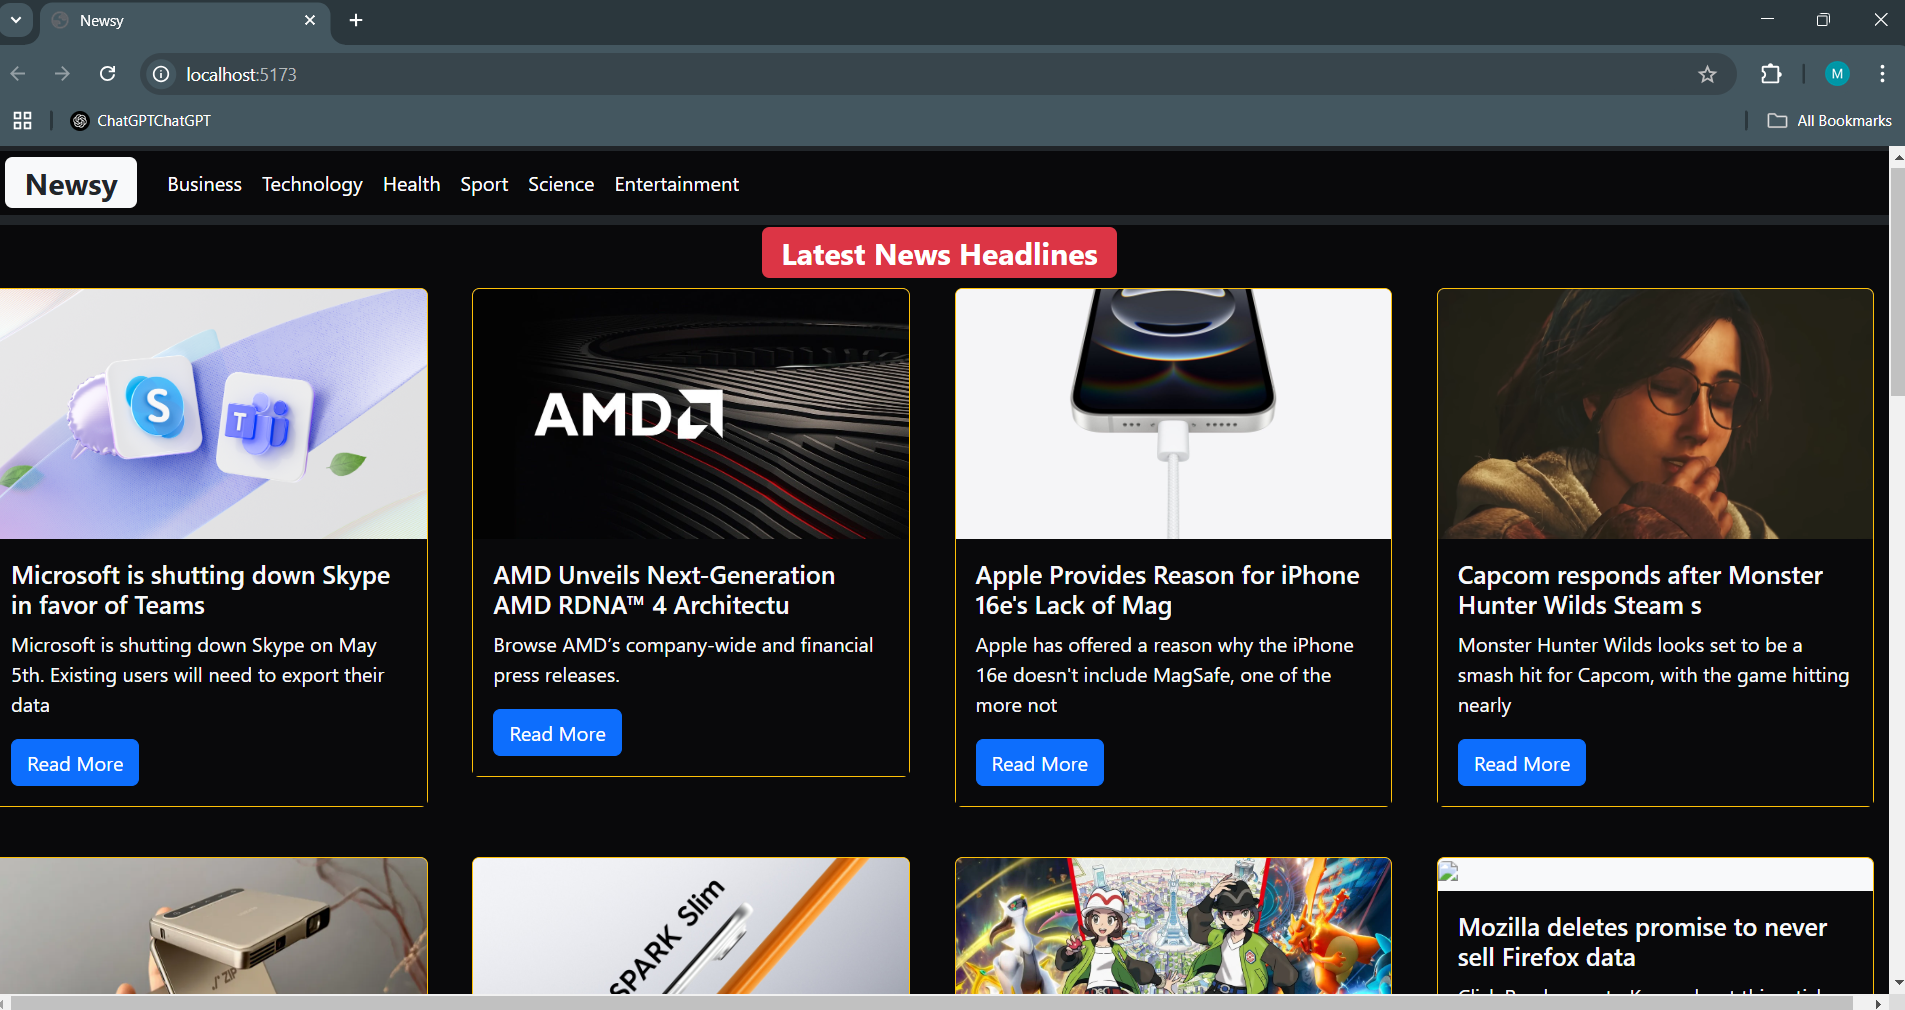 Newsy
localhost:5173
M
ChatGPTChatGPT
All Bookmarks
Newsy
Business Technology Health Sport Science Entertainment
Latest News Headlines
S
T
Microsoft is shutting down Skype
in favor of Teams
Microsoft is shutting down Skype on May
5th. Existing users will need to export their
data
Read More
AMD
AMD Unveils Next-Generation
AMD RDNA™ 4 Architectu
Browse AMD’s company-wide and financial
press releases.
Read More
Apple Provides Reason for iPhone
16e's Lack of Mag
Apple has offered a reason why the iPhone
16e doesn't include MagSafe, one of the
more not
Read More
Capcom responds after Monster
Hunter Wilds Steam s
Monster Hunter Wilds looks set to be a
smash hit for Capcom, with the game hitting
nearly
Read More
ZIP
SPARK Slim
Mozilla deletes promise to never
sell Firefox data